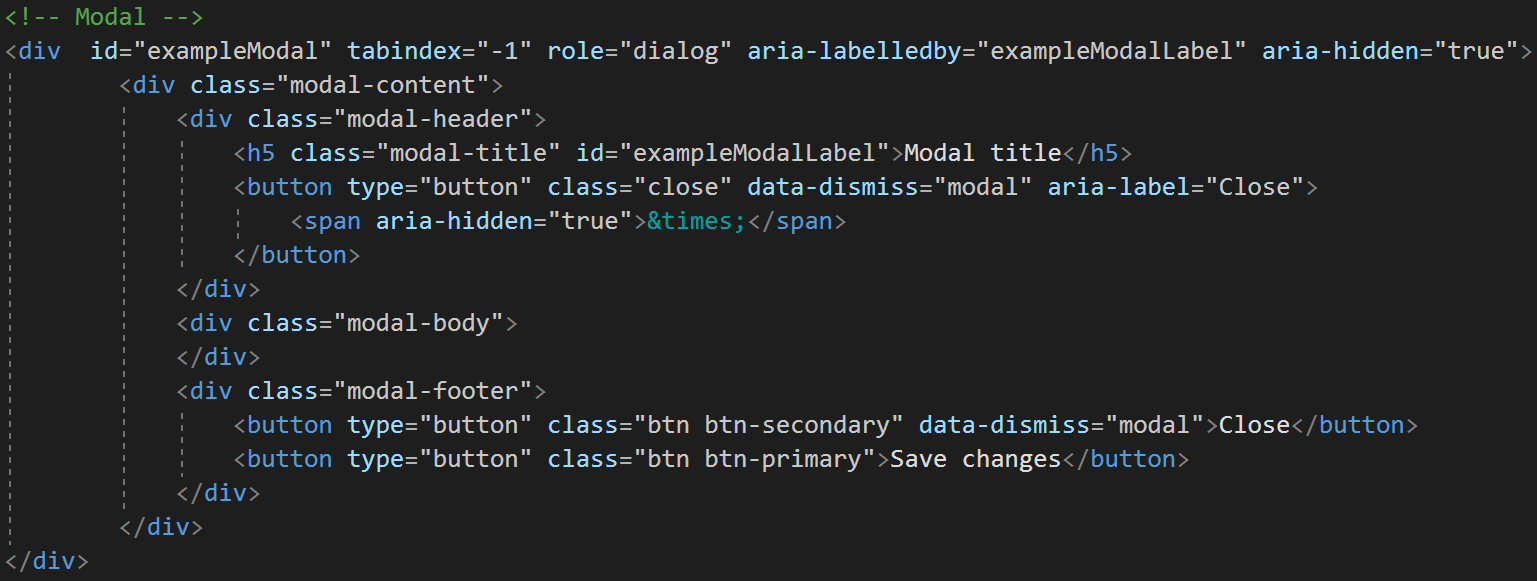 <!-- Modal -->
<div  id="exampleModal" tabindex="-1" role="dialog" aria-labelledby="exampleModalLabel" aria-hidden="true">
        <div class="modal-content">
            <div class="modal-header">
                <h5 class="modal-title" id="exampleModalLabel">Modal title</h5>
                <button type="button" class="close" data-dismiss="modal" aria-label="Close">
                    <span aria-hidden="true">&times;</span>
                </button>
            </div>
            <div class="modal-body">
            </div>
            <div class="modal-footer">
                <button type="button" class="btn btn-secondary" data-dismiss="modal">Close</button>
                <button type="button" class="btn btn-primary">Save changes</button>
            </div>
        </div>
</div>